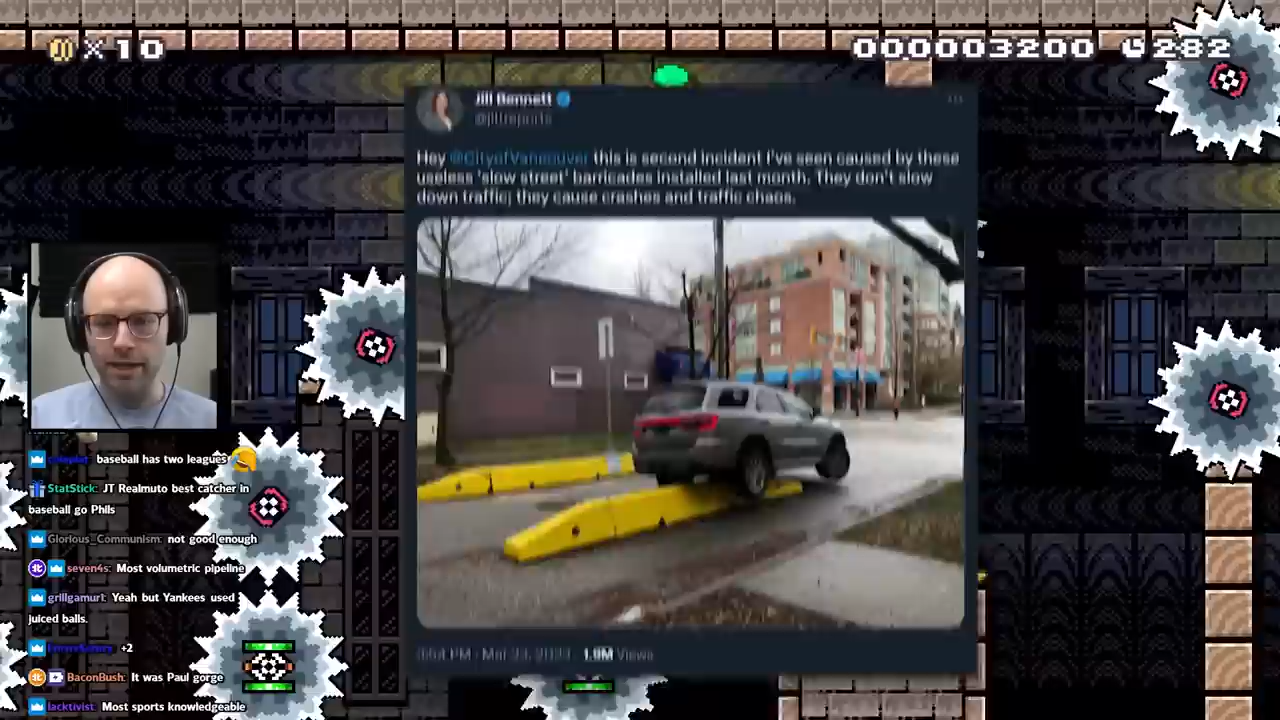 x10
000003200
282
Jill Bennett
@jillreports
Hey @CityofVancouver this is second incident I've seen caused by these
useless 'slow street' barricades installed last month. They don't slow
down traffic; they cause crashes and traffic chaos.
1.9M Views
baseball has two leagues
StatStick: JT Realmuto best catcher in
baseball go Phils
Glorious_Communism: not good enough
seven4s: Most volumetric pipeline
grillgamurl: Yeah but Yankees used
juiced balls.
+2
BaconBush: It was Paul gorge
lacktivist: Most sports knowledgeable